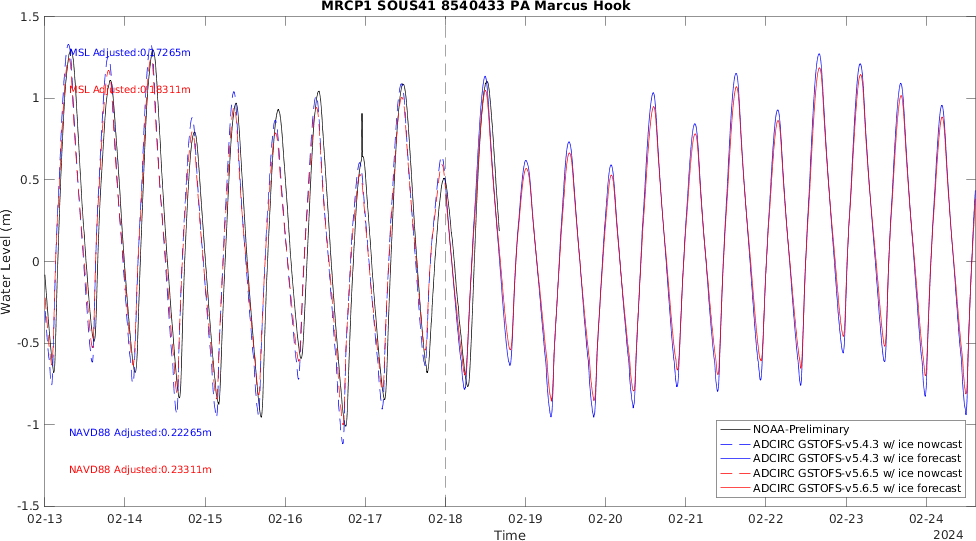 MRCP1 SOUS41 8540433 PA Marcus Hook
1.5
1
0.5
0
-0.5
-1
-1.5
Water Level (m)
MSL Adjusted:0.17265m
MSL Adjusted:0.18311m
NAVD88 Adjusted:0.22265m
NAVD88 Adjusted:0.23311m
NOAA-Preliminary
ADCIRC GSTOFS-v5.4.3 w/ ice nowcast
ADCIRC GSTOFS-v5.4.3 w/ ice forecast
ADCIRC GSTOFS-v5.6.5 w/ ice nowcast
ADCIRC GSTOFS-v5.6.5 w/ ice forecast
02-13 02-14 02-15 02-16 02-17 02-18 02-19 02-20 02-21 02-22 02-23 02-24
Time
2024